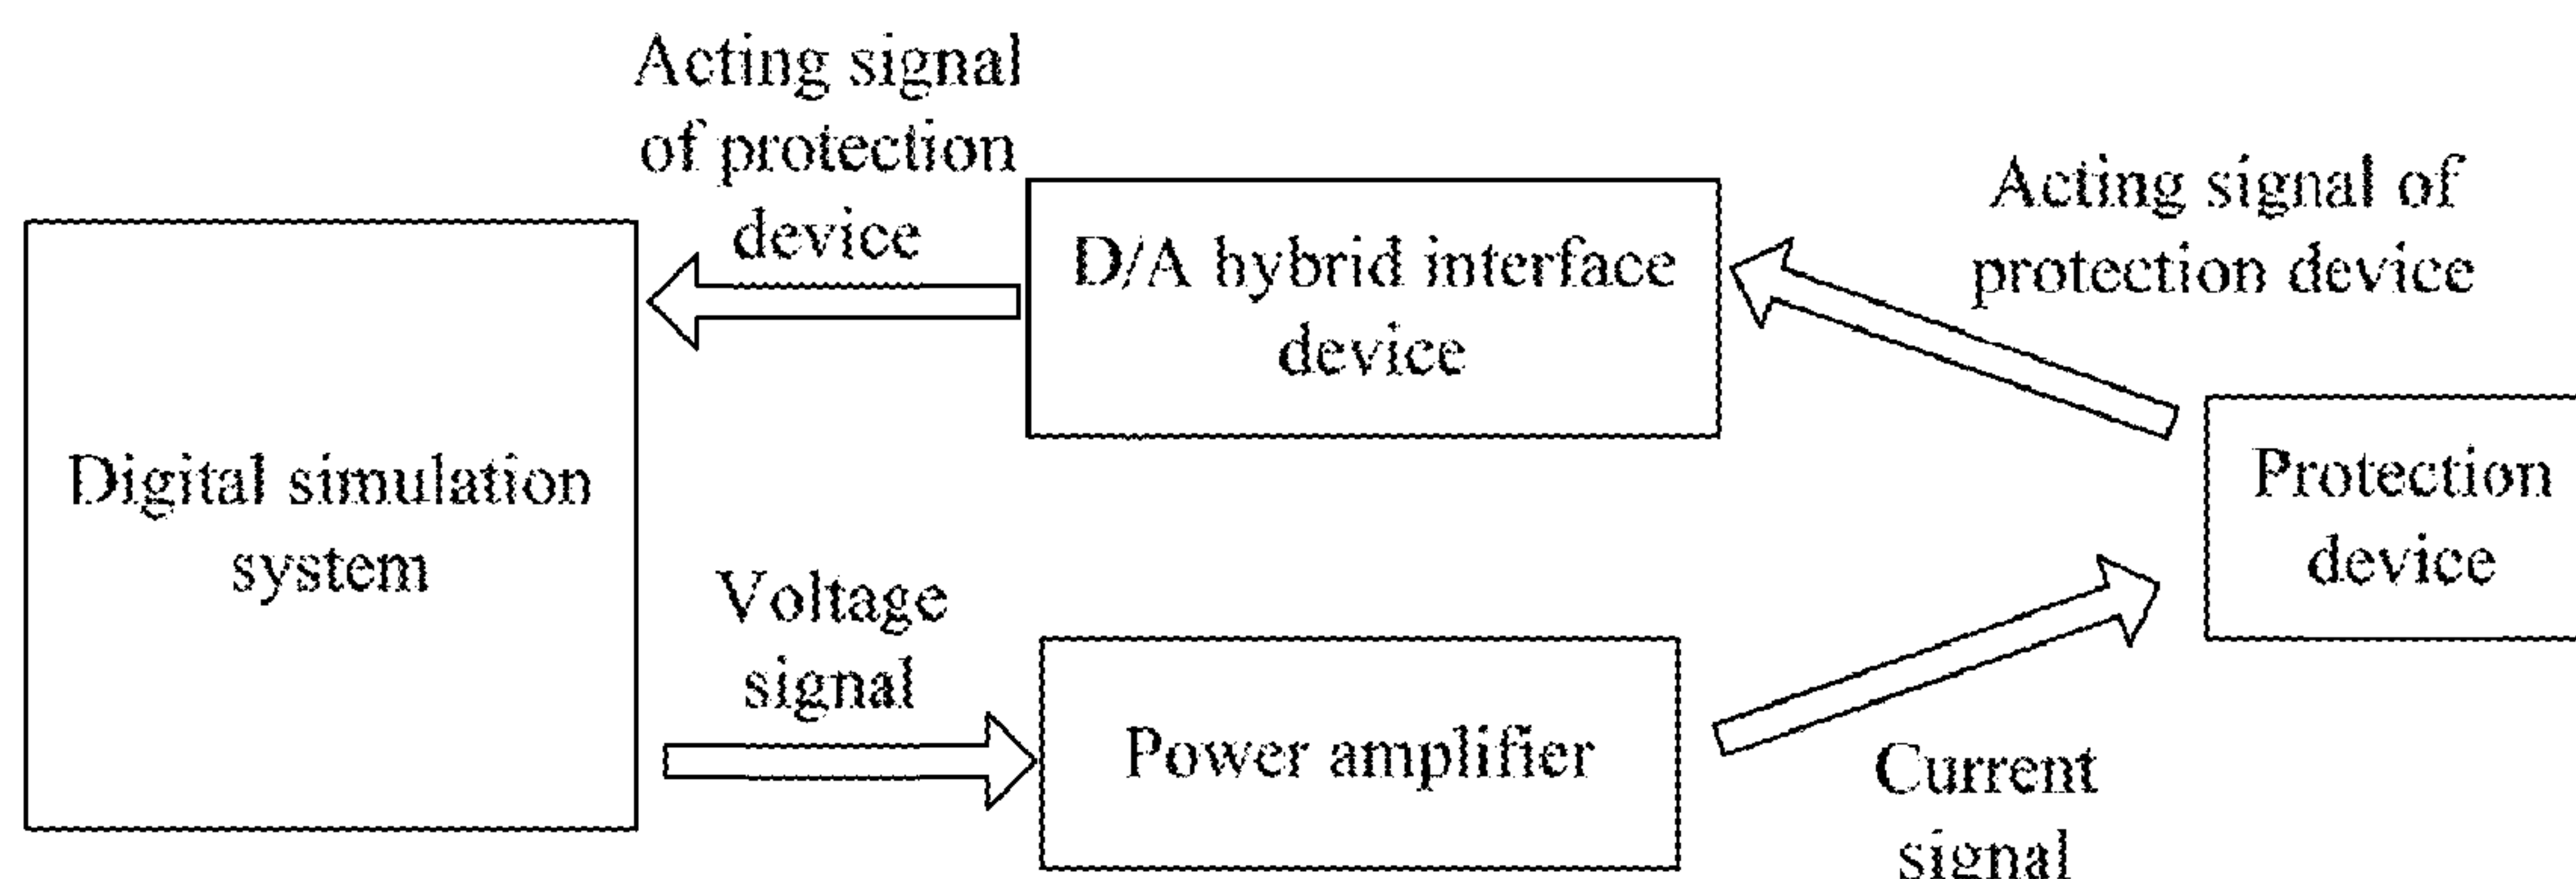 Acting signal
of protection
device
D/A hybrid interface
device
Acting signal of
protection device
Digital simulation
system
Protection
device
Voltage
signal
Power amplifier
Current
signal